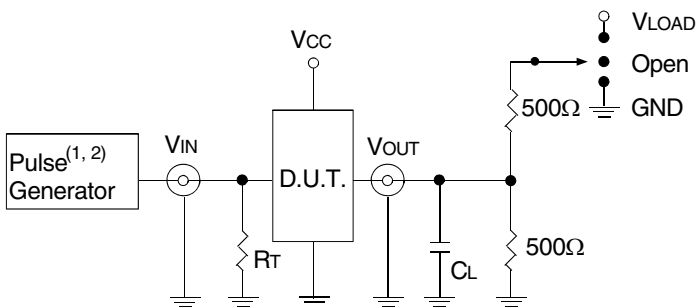 VLOAD
VCC
Open
500Ω
GND
VIN
VOUT
Pulse(1, 2)
Generator
D.U.T.
RT
CL
500Ω